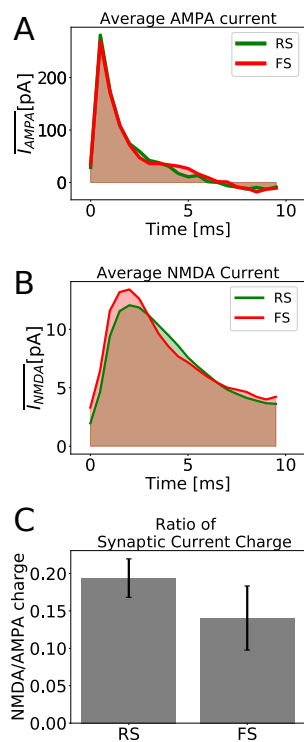 A
Average AMPA current
RS
FS
200
100
0
I_AMPA[pA]
0
5
10
Time [ms]
B
Average NMDA Current
RS
FS
10
5
0
I_NMDA[pA]
0
5
10
Time [ms]
C
Ratio of
Synaptic Current Charge
0.20
0.15
0.10
0.05
0.00
NMDA/AMPA charge
RS
FS